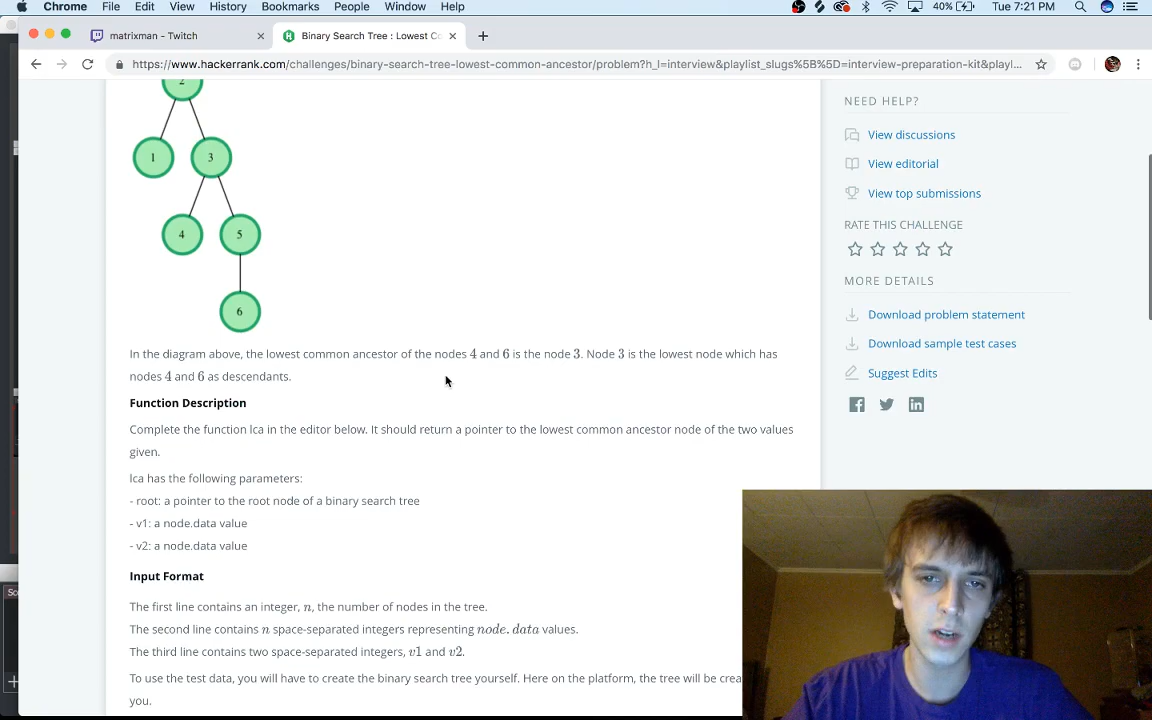 Chrome File Edit View History Bookmarks People Window Help 40% Tue 7:21 PM
matrixman - Twitch Binary Search Tree : Lowest Co
https://www.hackerrank.com/challenges/binary-search-tree-lowest-common-ancestor/problem?h_l=interview&playlist_slugs%5B%5D=interview-preparation-kit&playl...
2
1 3
4 5
6
In the diagram above, the lowest common ancestor of the nodes 4 and 6 is the node 3. Node 3 is the lowest node which has
nodes 4 and 6 as descendants.
Function Description
Complete the function lca in the editor below. It should return a pointer to the lowest common ancestor node of the two values
given.
lca has the following parameters:
- root: a pointer to the root node of a binary search tree
- v1: a node.data value
- v2: a node.data value
Input Format
The first line contains an integer, n, the number of nodes in the tree.
The second line contains n space-separated integers representing node.data values.
The third line contains two space-separated integers, v1 and v2.
To use the test data, you will have to create the binary search tree yourself. Here on the platform, the tree will be crea
you.
NEED HELP?
View discussions
View editorial
View top submissions
RATE THIS CHALLENGE
MORE DETAILS
Download problem statement
Download sample test cases
Suggest Edits
So